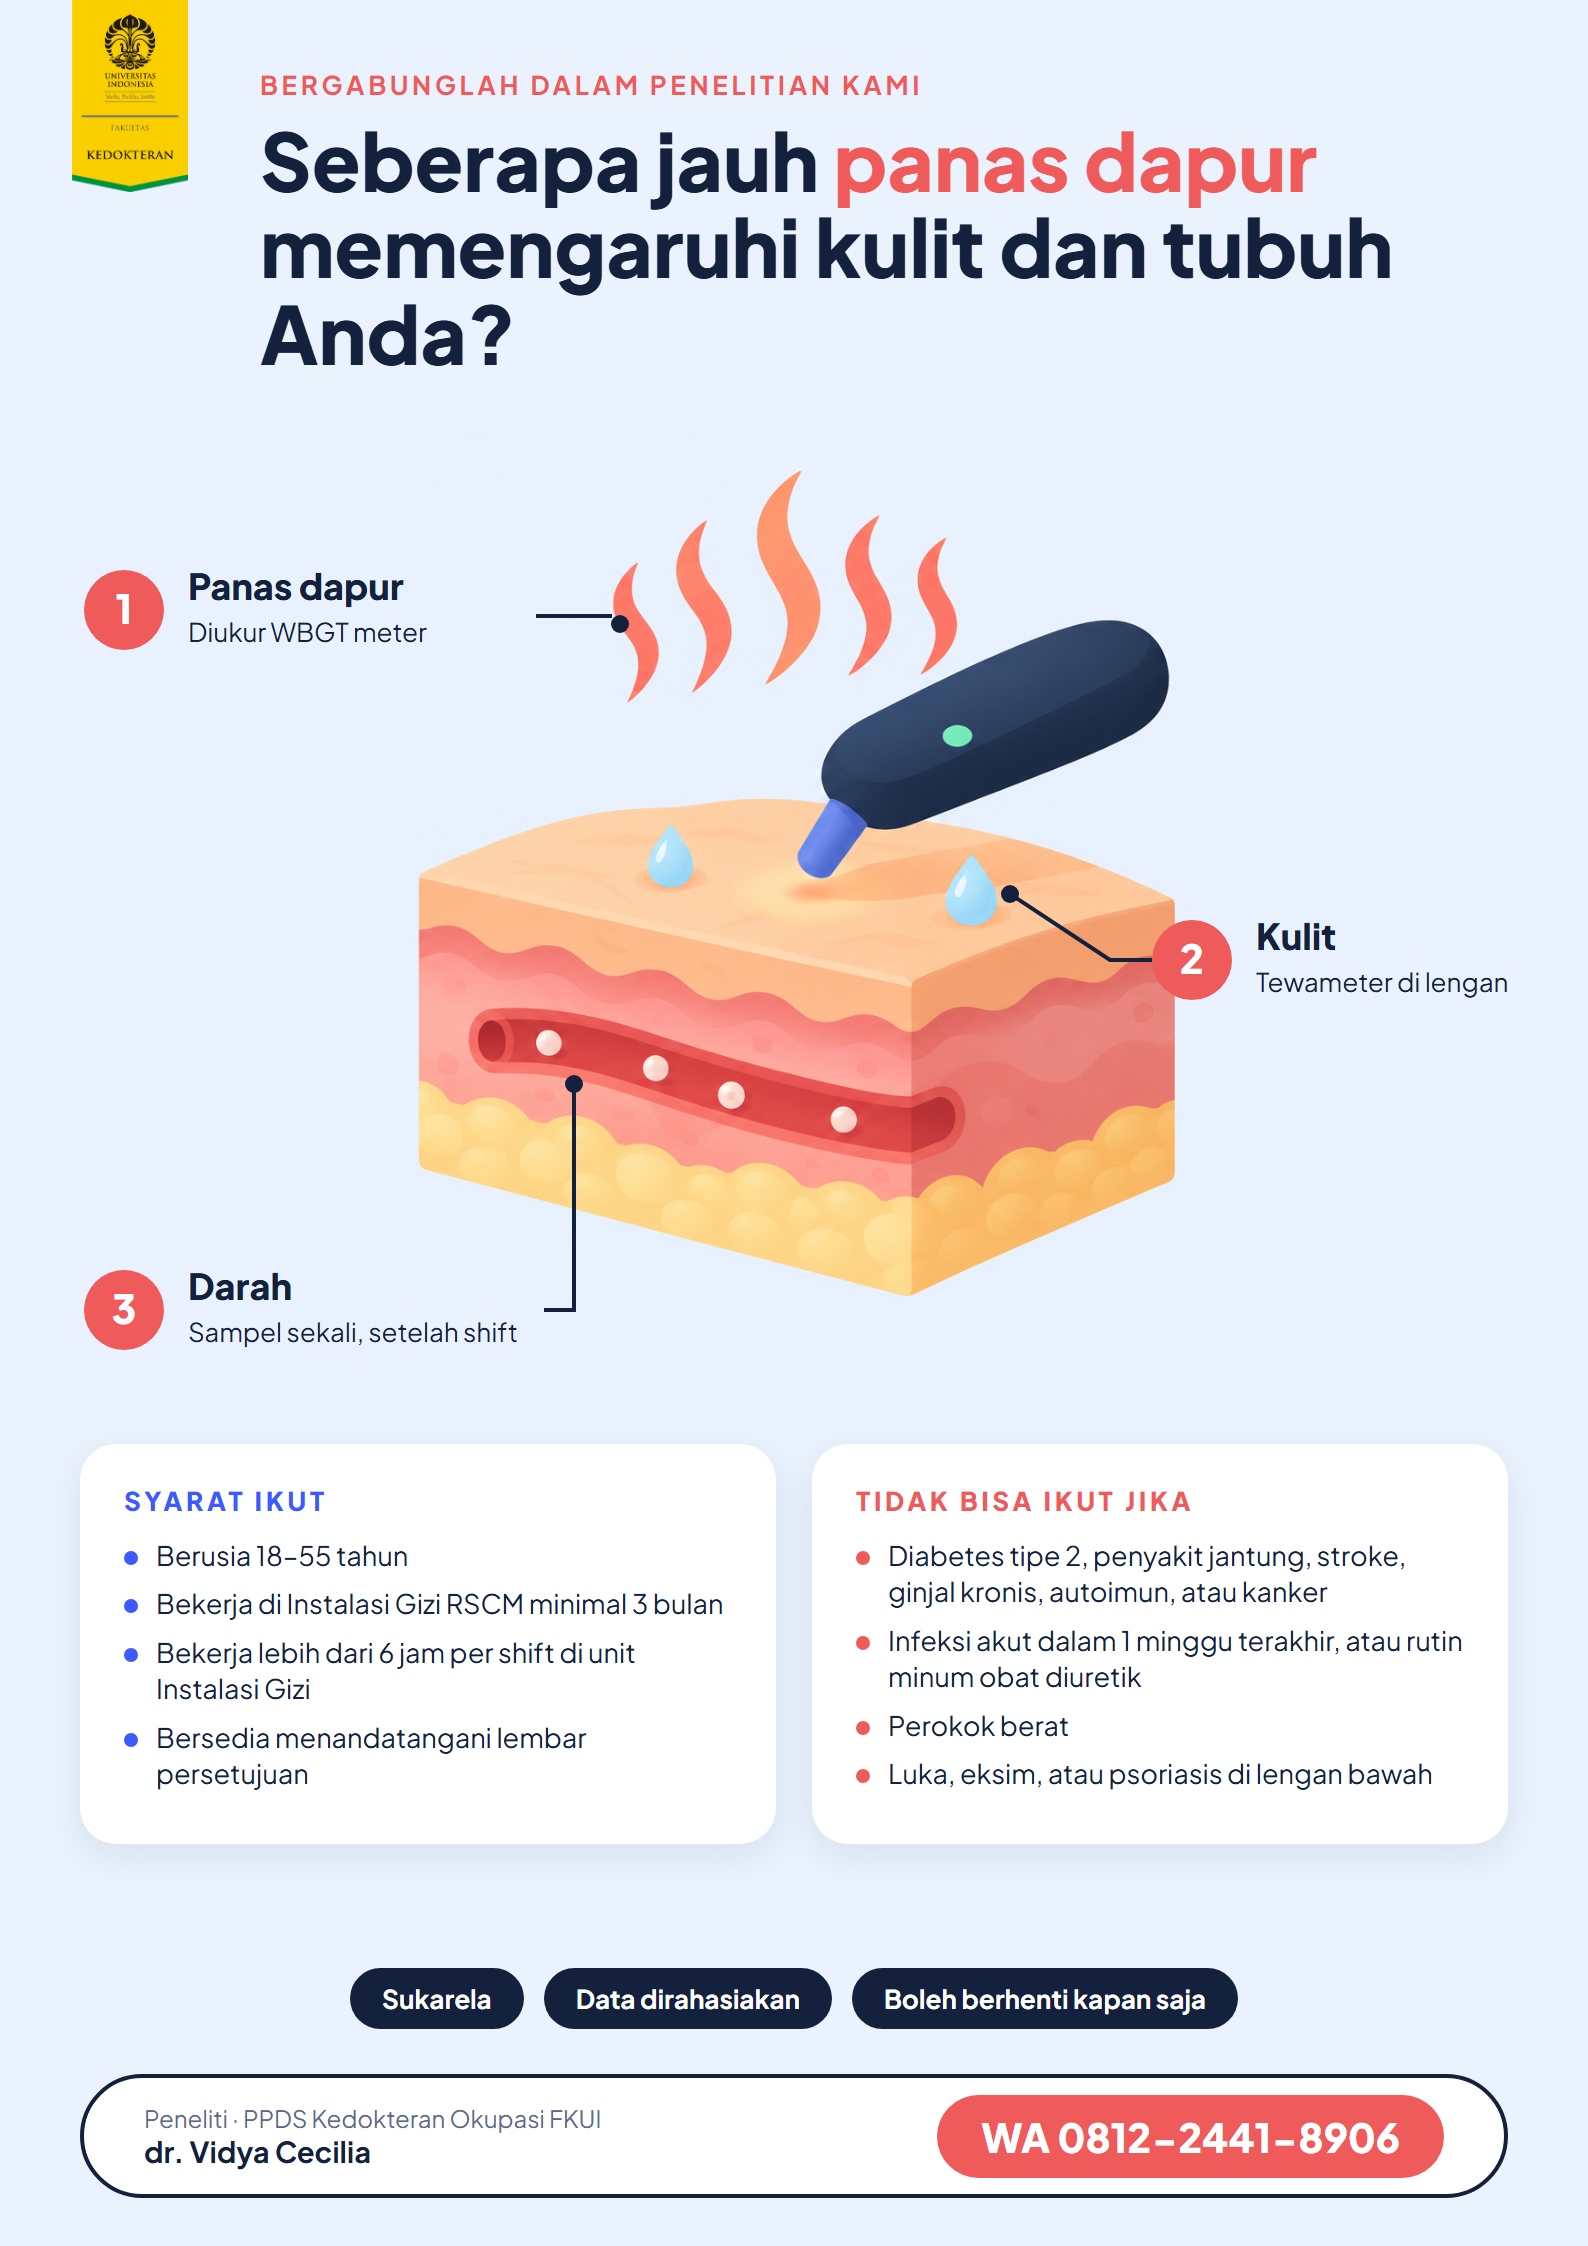 UNIVERSITAS
INDONESIA
Veritas, Probitas, Iustitia
FAKULTAS
KEDOKTERAN
BERGABUNGLAH DALAM PENELITIAN KAMI
Seberapa jauh panas dapur
memengaruhi kulit dan tubuh
Anda?
1
Panas dapur
Diukur WBGT meter
2
Kulit
Tewameter di lengan
3
Darah
Sampel sekali, setelah shift
SYARAT IKUT
Berusia 18–55 tahun
Bekerja di Instalasi Gizi RSCM minimal 3 bulan
Bekerja lebih dari 6 jam per shift di unit
Instalasi Gizi
Bersedia menandatangani lembar
persetujuan
TIDAK BISA IKUT JIKA
Diabetes tipe 2, penyakit jantung, stroke,
ginjal kronis, autoimun, atau kanker
Infeksi akut dalam 1 minggu terakhir, atau rutin
minum obat diuretik
Perokok berat
Luka, eksim, atau psoriasis di lengan bawah
Sukarela
Data dirahasiakan
Boleh berhenti kapan saja
Peneliti · PPDS Kedokteran Okupasi FKUI
dr. Vidya Cecilia
WA 0812-2441-8906